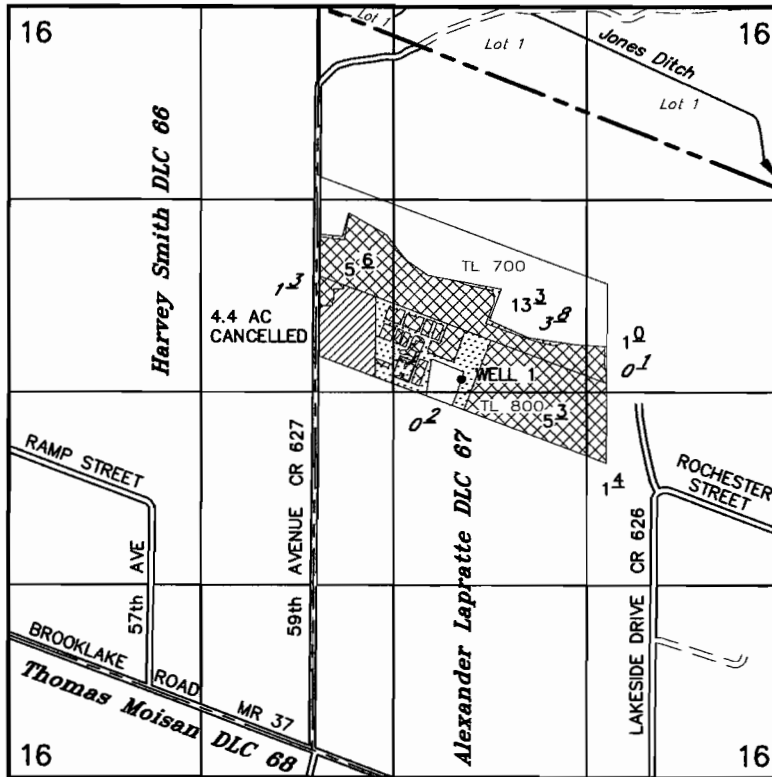 16
Lot 1
Lot 1
Jones Ditch
16
Lot 1
Harvey Smith DLC 66
5 6
TL 700
1 3
13 3
3 8
4.4 AC
CANCELLED
1 0
0 1
WELL 1
TL 800
5 3
0 2
1 4
RAMP STREET
57th AVE
59th AVENUE CR 627
Alexander Lapratte DLC 67
ROCHESTER
STREET
LAKESIDE DRIVE CR 626
BROOKLAKE ROAD MR 37
Thomas Moisan DLC 68
16
16